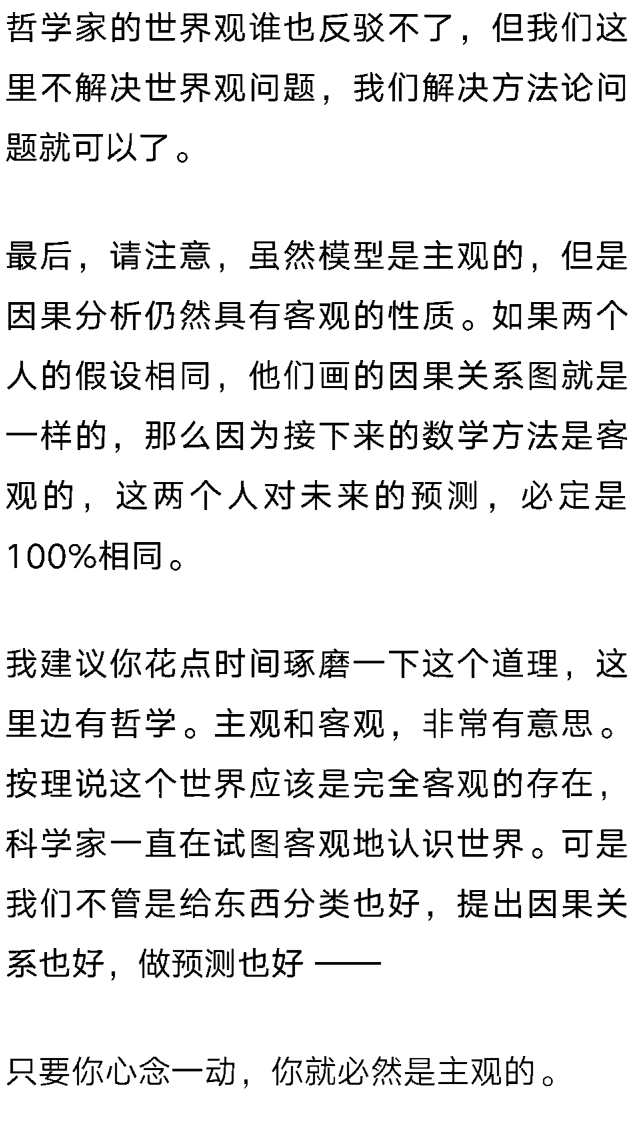 哲学家的世界观谁也反驳不了，但我们这
里不解决世界观问题，我们解决方法论问
题就可以了。
最后，请注意，虽然模型是主观的，但是
因果分析仍然具有客观的性质。如果两个
人的假设相同，他们画的因果关系图就是
一样的，那么因为接下来的数学方法是客
观的，这两个人对未来的预测，必定是
100%相同。
我建议你花点时间琢磨一下这个道理，这
里边有哲学。主观和客观，非常有意思。
按理说这个世界应该是完全客观的存在，
科学家一直在试图客观地认识世界。可是
我们不管是给东西分类也好，提出因果关
系也好，做预测也好 ——
只要你心念一动，你就必然是主观的。